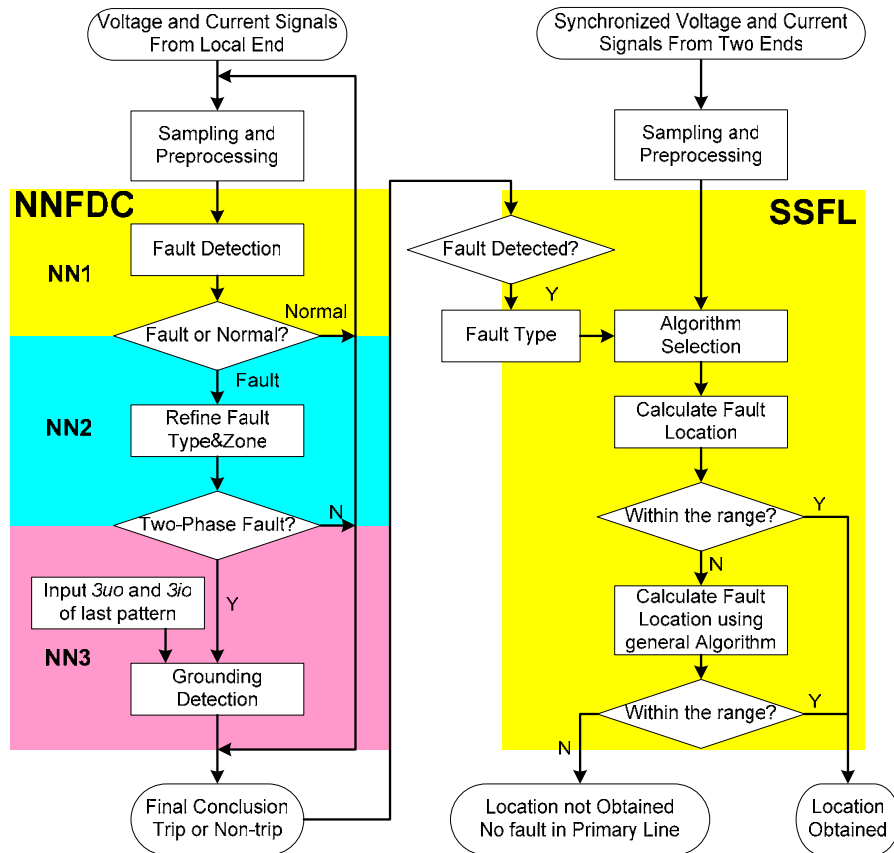 Voltage and Current Signals
From Local End
Sampling and
Preprocessing
NNFDC
NN1
Fault Detection
Normal
Fault or Normal?
Fault
NN2
Refine Fault
Type&Zone
Two-Phase Fault?
N
Y
Input 3uo and 3io
of last pattern
NN3
Grounding
Detection
Final Conclusion
Trip or Non-trip
Synchronized Voltage and Current
Signals From Two Ends
Sampling and
Preprocessing
SSFL
Fault Detected?
Y
Fault Type
Algorithm
Selection
Calculate Fault
Location
Within the range?
Y
N
Calculate Fault
Location using
general Algorithm
Within the range?
Y
N
Location not Obtained
No fault in Primary Line
Location
Obtained